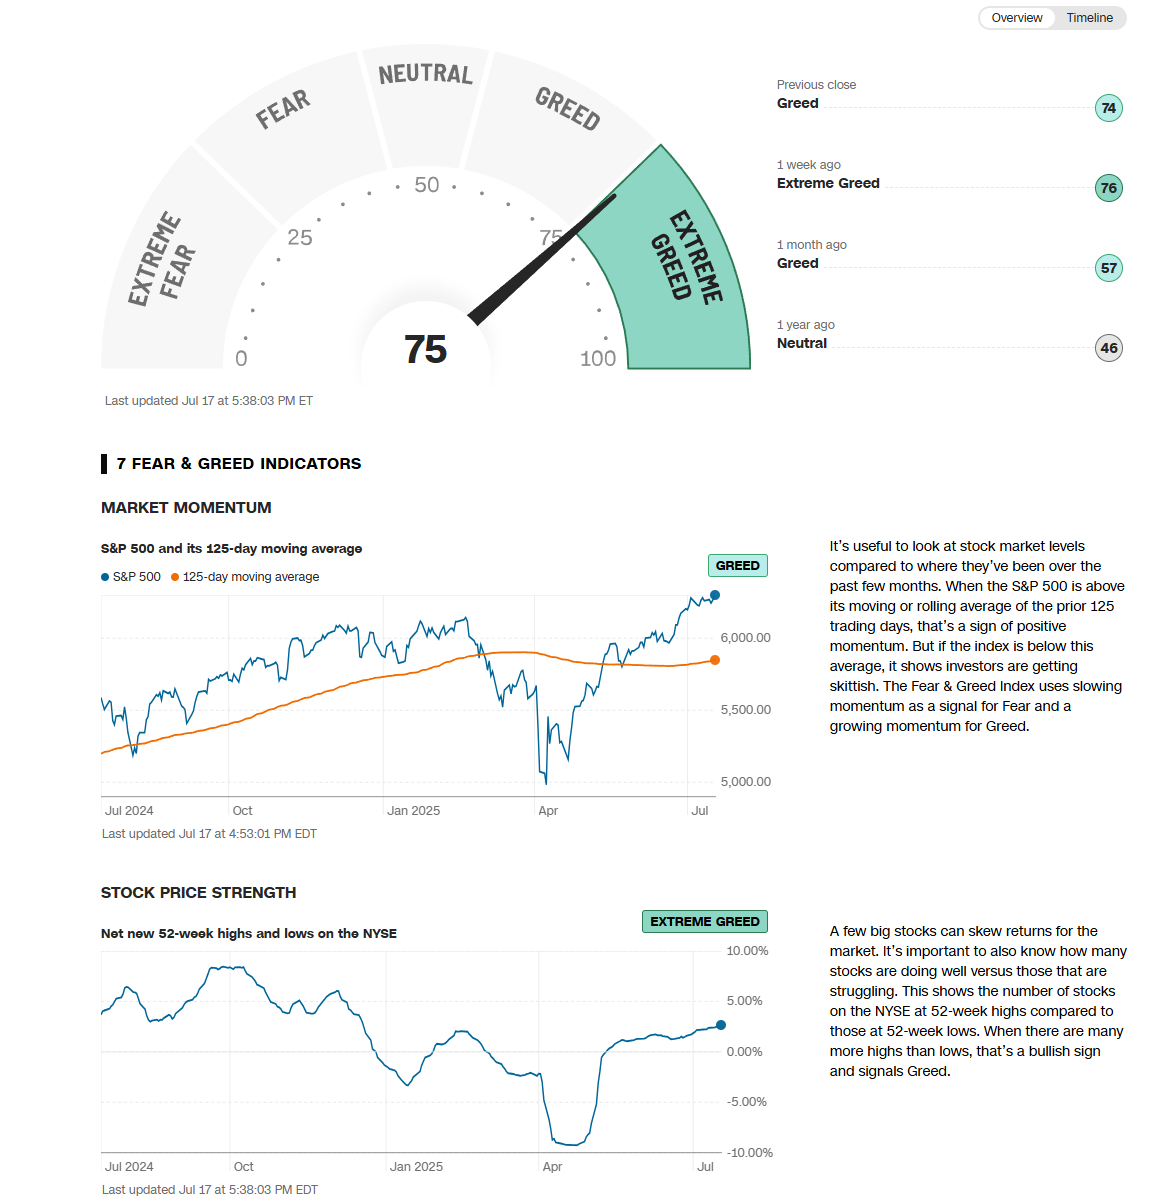 Overview Timeline
EXTREME
FEAR
FEAR
NEUTRAL
GREED
EXTREME
GREED
0
25
50
75
100
75
Last updated Jul 17 at 5:38:03 PM ET
Previous close
Greed 74
1 week ago
Extreme Greed 76
1 month ago
Greed 57
1 year ago
Neutral 46
7 FEAR & GREED INDICATORS
MARKET MOMENTUM
S&P 500 and its 125-day moving average
GREED
S&P 500 125-day moving average
6,000.00
5,500.00
5,000.00
Jul 2024 Oct Jan 2025 Apr Jul
Last updated Jul 17 at 4:53:01 PM EDT
It's useful to look at stock market levels
compared to where they've been over the
past few months. When the S&P 500 is above
its moving or rolling average of the prior 125
trading days, that's a sign of positive
momentum. But if the index is below this
average, it shows investors are getting
skittish. The Fear & Greed Index uses slowing
momentum as a signal for Fear and a
growing momentum for Greed.
STOCK PRICE STRENGTH
Net new 52-week highs and lows on the NYSE
EXTREME GREED
10.00%
5.00%
0.00%
-5.00%
-10.00%
Jul 2024 Oct Jan 2025 Apr Jul
Last updated Jul 17 at 5:38:03 PM EDT
A few big stocks can skew returns for the
market. It's important to also know how many
stocks are doing well versus those that are
struggling. This shows the number of stocks
on the NYSE at 52-week highs compared to
those at 52-week lows. When there are many
more highs than lows, that's a bullish sign
and signals Greed.